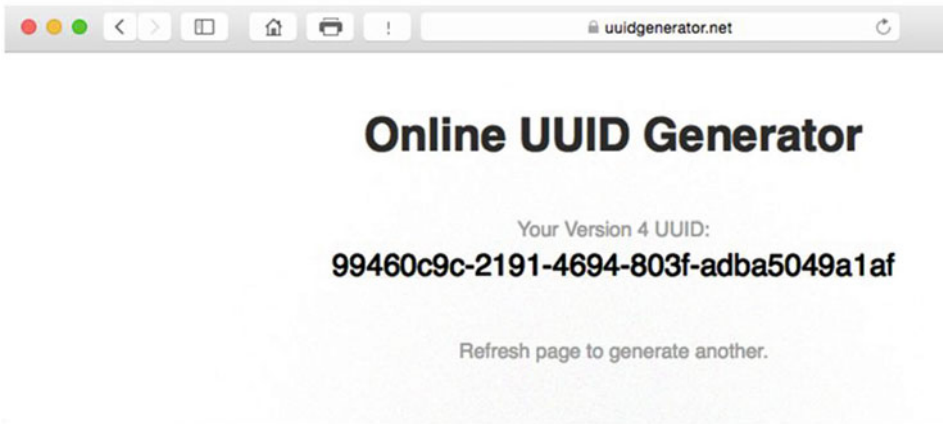 uuidgenerator.net
Online UUID Generator
Your Version 4 UUID:
99460c9c-2191-4694-803f-adba5049a1af
Refresh page to generate another.